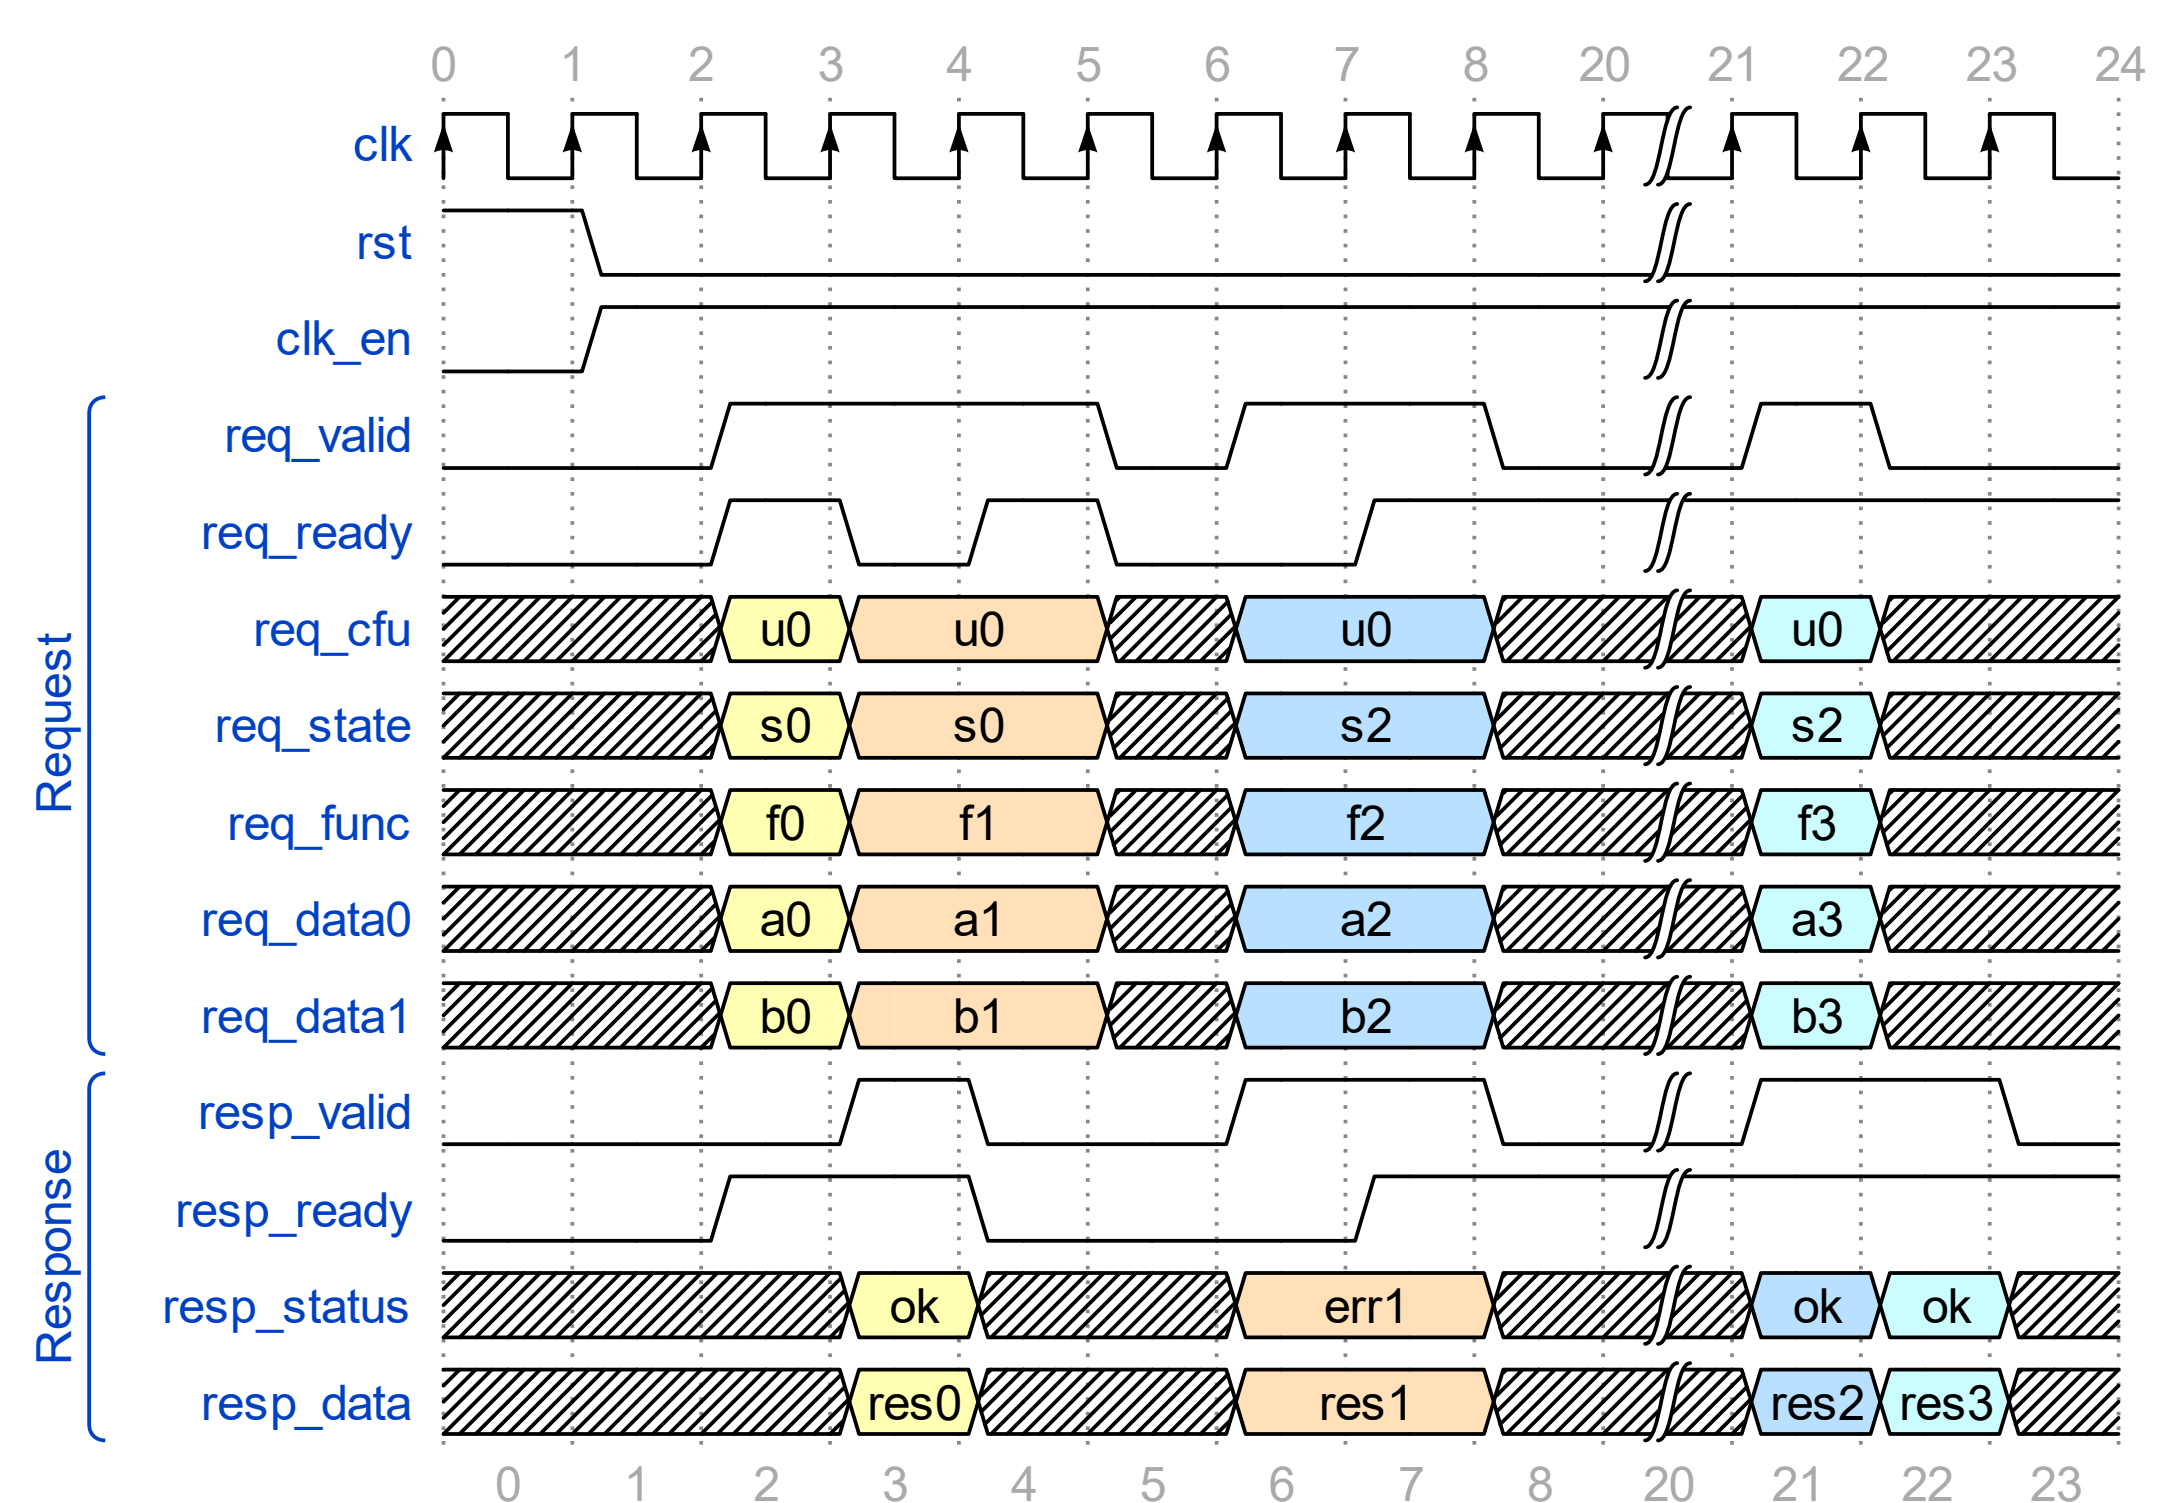 0 1 2 3 4 5 6 7 8 20 21 22 23 24
clk
rst
clk_en
Request
req_valid
req_ready
req_cfu u0 u0 u0 u0
req_state s0 s0 s2 s2
req_func f0 f1 f2 f3
req_data0 a0 a1 a2 a3
req_data1 b0 b1 b2 b3
Response
resp_valid
resp_ready
resp_status ok err1 ok ok
resp_data res0 res1 res2 res3
0 1 2 3 4 5 6 7 8 20 21 22 23